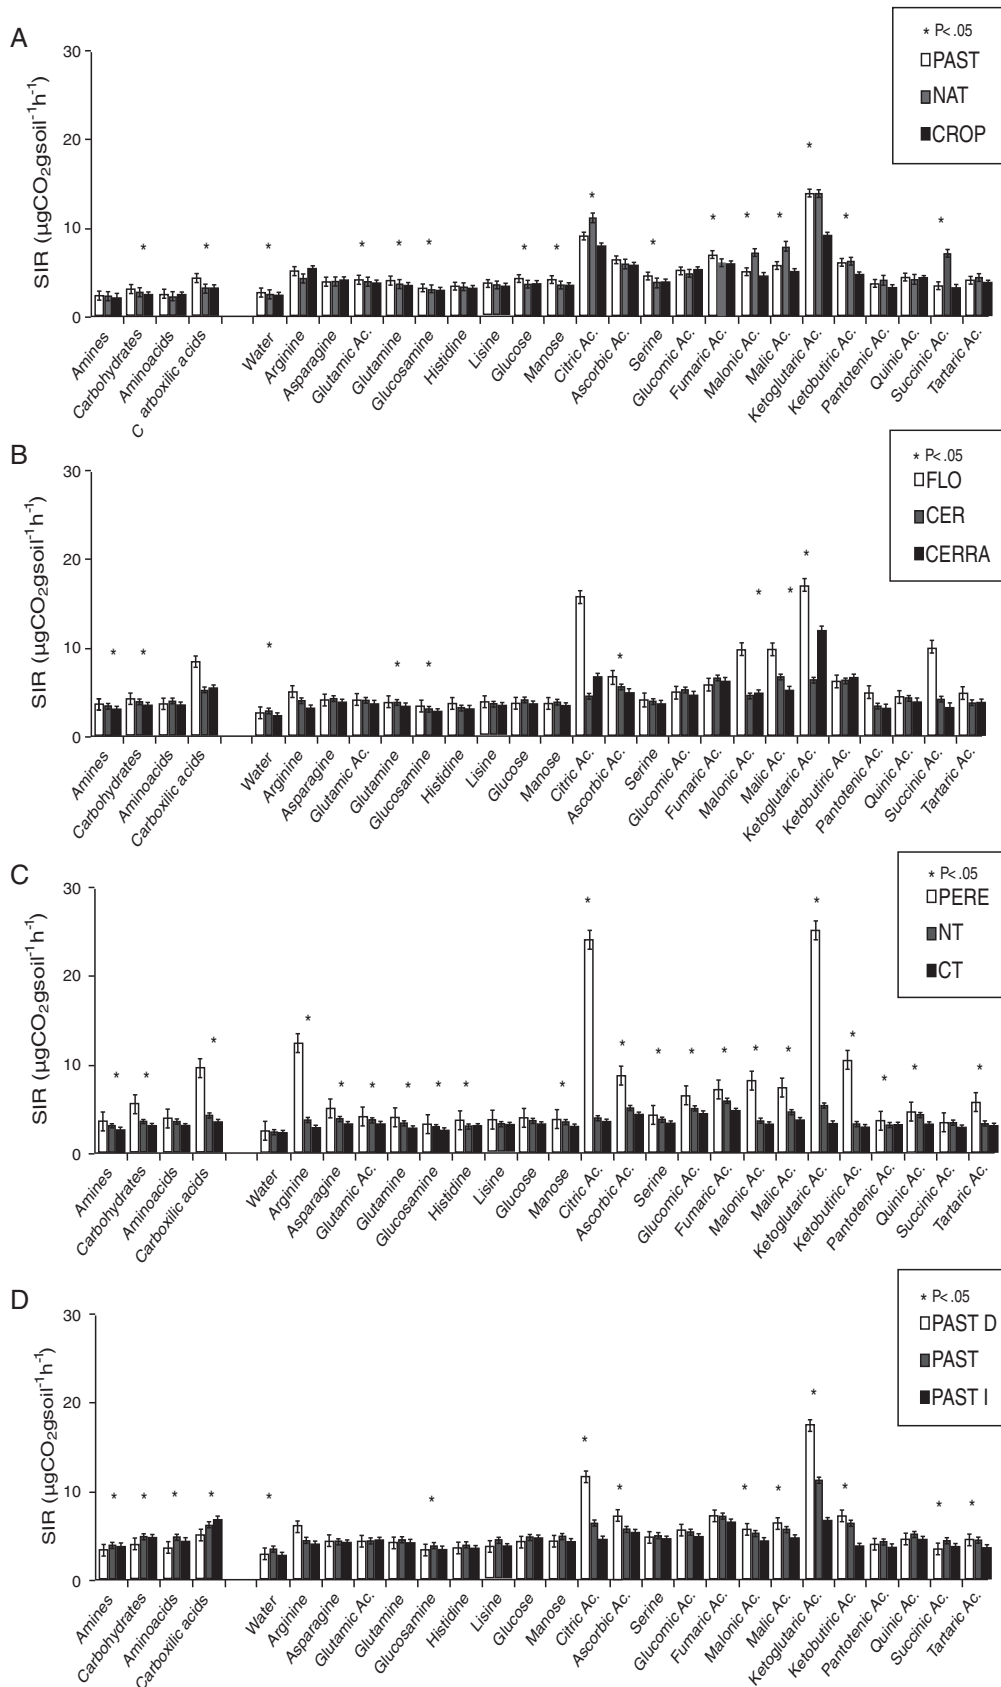 A
* P< .05
PAST
NAT
CROP
SIR (µgCO₂gsoil⁻¹h⁻¹)
30
20
10
0
Amines
Carbohydrates
Aminoacids
C arboxilic acids
Water
Arginine
Asparagine
Glutamic Ac.
Glutamine
Glucosamine
Histidine
Lisine
Glucose
Manose
Citric Ac.
Ascorbic Ac.
Serine
Glucomic Ac.
Fumaric Ac.
Malonic Ac.
Malic Ac.
Ketoglutaric Ac.
Ketobutiric Ac.
Pantotenic Ac.
Quinic Ac.
Succinic Ac.
Tartaric Ac.
B
* P< .05
FLO
CER
CERRA
SIR (µgCO₂gsoil⁻¹h⁻¹)
30
20
10
0
Amines
Carbohydrates
Aminoacids
Carboxilic acids
Water
Arginine
Asparagine
Glutamic Ac.
Glutamine
Glucosamine
Histidine
Lisine
Glucose
Manose
Citric Ac.
Ascorbic Ac.
Serine
Glucomic Ac.
Fumaric Ac.
Malonic Ac.
Malic Ac.
Ketoglutaric Ac.
Ketobutiric Ac.
Pantotenic Ac.
Quinic Ac.
Succinic Ac.
Tartaric Ac.
C
* P< .05
PERE
NT
CT
SIR (µgCO₂gsoil⁻¹h⁻¹)
30
20
10
0
Amines
Carbohydrates
Aminoacids
Carboxilic acids
Water
Arginine
Asparagine
Glutamic Ac.
Glutamine
Glucosamine
Histidine
Lisine
Glucose
Manose
Citric Ac.
Ascorbic Ac.
Serine
Glucomic Ac.
Fumaric Ac.
Malonic Ac.
Malic Ac.
Ketoglutaric Ac.
Ketobutiric Ac.
Pantotenic Ac.
Quinic Ac.
Succinic Ac.
Tartaric Ac.
D
* P< .05
PAST D
PAST
PAST I
SIR (µgCO₂gsoil⁻¹h⁻¹)
30
20
10
0
Amines
Carbohydrates
Aminoacids
Carboxilic acids
Water
Arginine
Asparagine
Glutamic Ac.
Glutamine
Glucosamine
Histidine
Lisine
Glucose
Manose
Citric Ac.
Ascorbic Ac.
Serine
Glucomic Ac.
Fumaric Ac.
Malonic Ac.
Malic Ac.
Ketoglutaric Ac.
Ketobutiric Ac.
Pantotenic Ac.
Quinic Ac.
Succinic Ac.
Tartaric Ac.